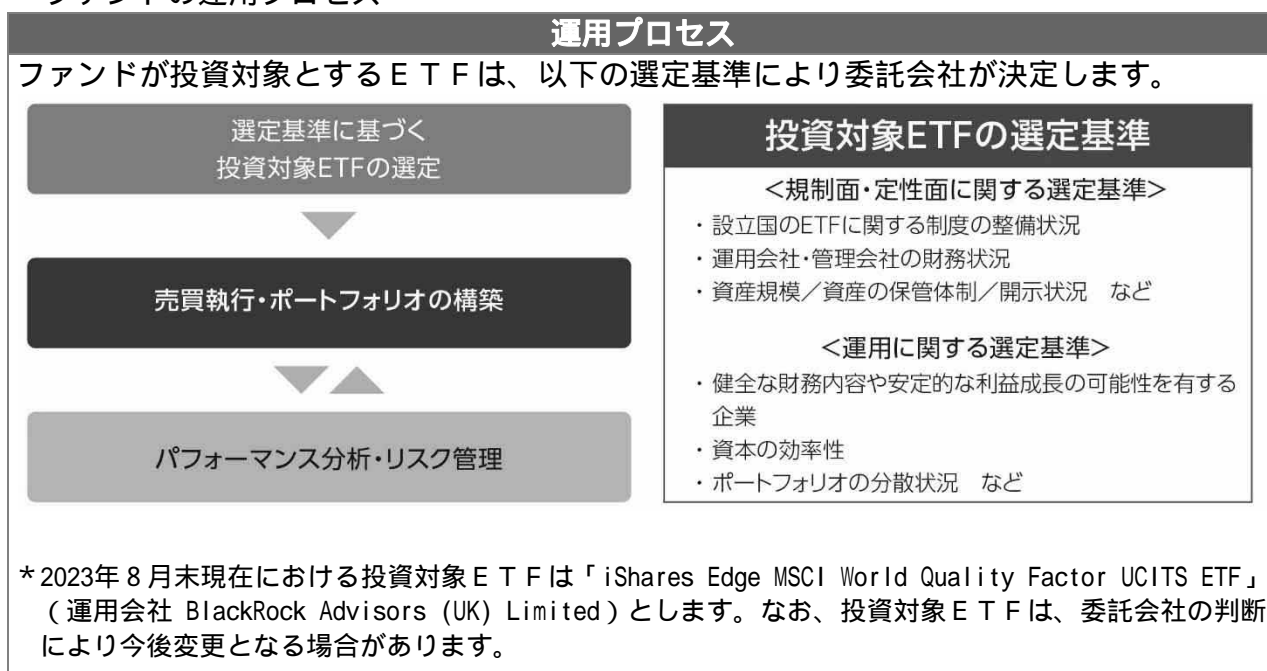 ファンドの運用プロセス
運用プロセス
ファンドが投資対象とするＥＴＦは、以下の選定基準により委託会社が決定します。
選定基準に基づく
投資対象ETFの選定
売買執行・ポートフォリオの構築
パフォーマンス分析・リスク管理
投資対象ETFの選定基準
＜規制面・定性面に関する選定基準＞
・設立国のETFに関する制度の整備状況
・運用会社・管理会社の財務状況
・資産規模／資産の保管体制／開示状況　など
＜運用に関する選定基準＞
・健全な財務内容や安定的な利益成長の可能性を有する
企業
・資本の効率性
・ポートフォリオの分散状況　など
＊2023年８月末現在における投資対象ＥＴＦは「iShares Edge MSCI World Quality Factor UCITS ETF」
（運用会社 BlackRock Advisors (UK) Limited）とします。なお、投資対象ＥＴＦは、委託会社の判断
により今後変更となる場合があります。